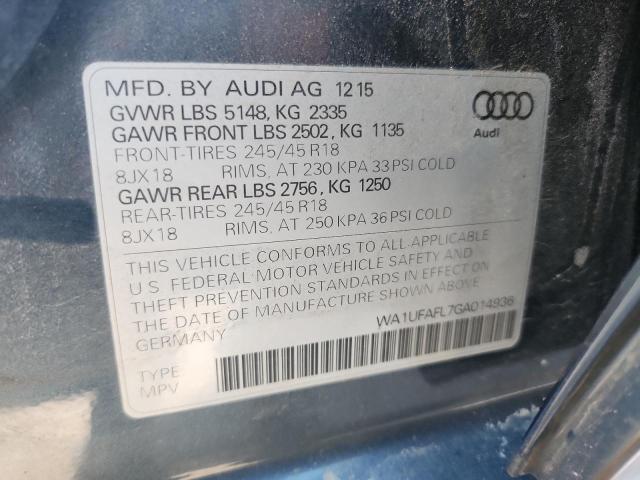 MFD. BY AUDI AG 12 15
GVWR LBS 5148, KG 2335
GAWR FRONT LBS 2502, KG 1135
FRONT-TIRES 245/45 R18
8JX18 RIMS, AT 230 KPA 33 PSI COLD
GAWR REAR LBS 2756, KG 1250
REAR-TIRES 245/45 R18
8JX18 RIMS, AT 250 KPA 36 PSI COLD
Audi
THIS VEHICLE CONFORMS TO ALL-APPLICABLE
U S. FEDERAL MOTOR VEHICLE SAFETY AND
THEFT PREVENTION STANDARDS IN EFFECT ON
THE DATE OF MANUFACTURE SHOWN ABOVE.
GERMANY
WA1UFAFL7GA014936
TYPE
MPV